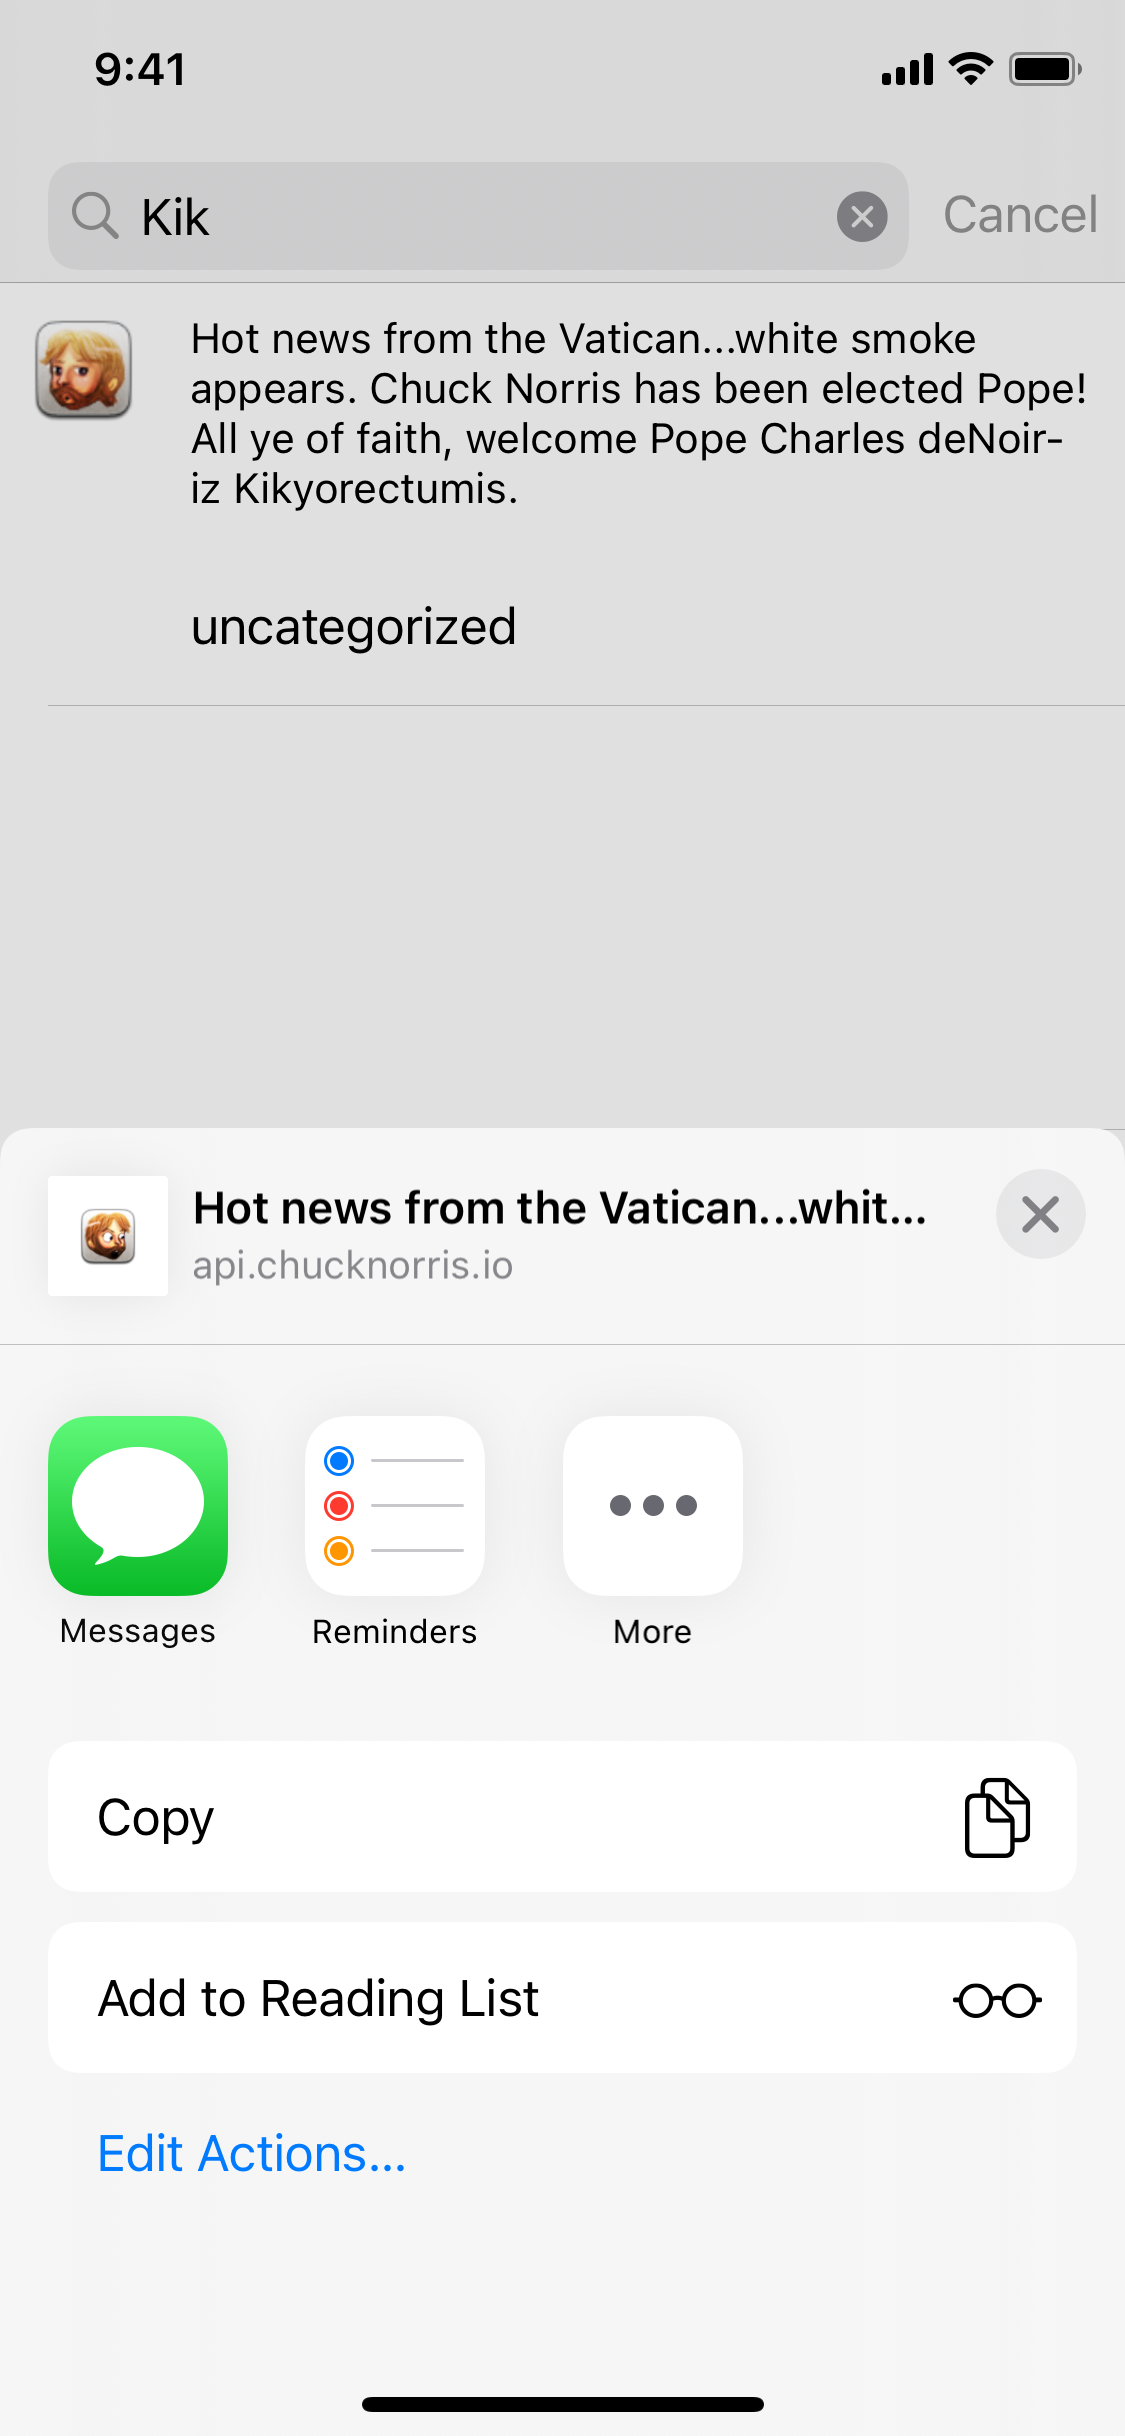 9:41
Kik
Cancel
Hot news from the Vatican...white smoke
appears. Chuck Norris has been elected Pope!
All ye of faith, welcome Pope Charles deNoir-
iz Kikyorectumis.
uncategorized
Hot news from the Vatican...whit...
api.chucknorris.io
Messages
Reminders
More
Copy
Add to Reading List
Edit Actions...